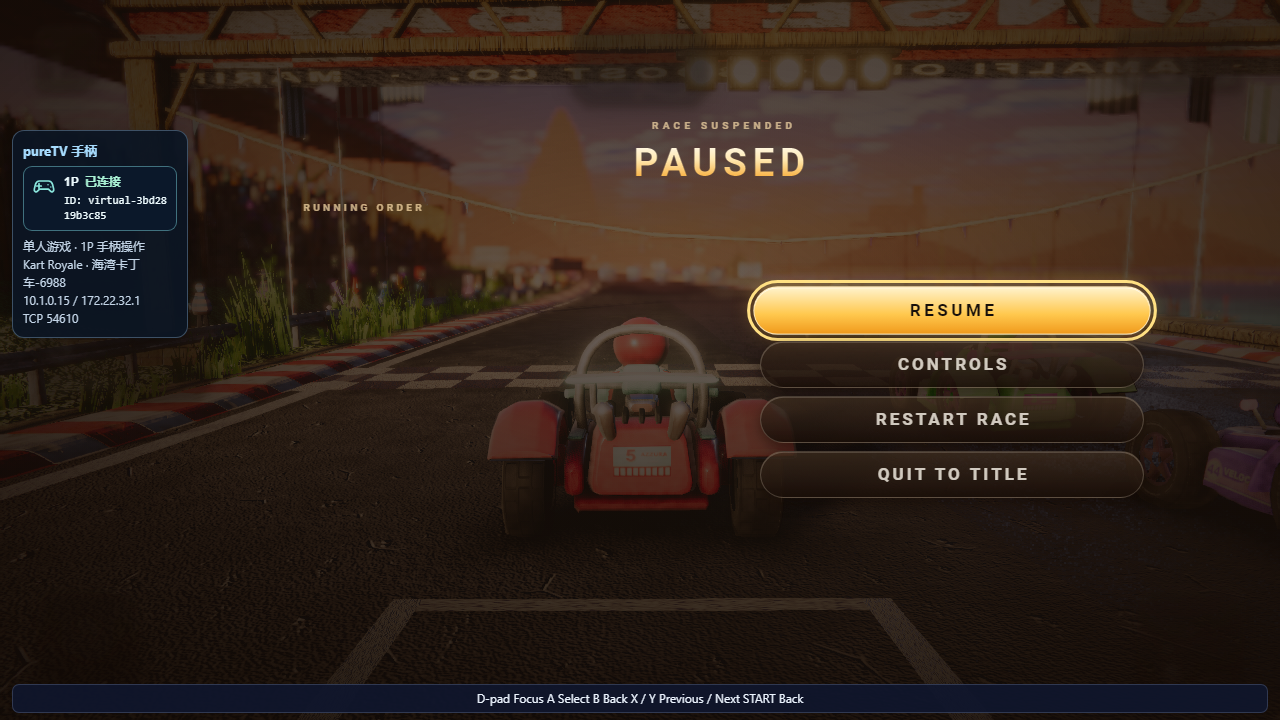 RACE SUSPENDED
PAUSED
pureTV 手柄
1P 已连接
ID: virtual-3bd28
19b3c85
单人游戏 · 1P 手柄操作
Kart Royale · 海湾卡丁
车-6988
10.1.0.15 / 172.22.32.1
TCP 54610
RUNNING ORDER
RESUME
CONTROLS
RESTART RACE
QUIT TO TITLE
5
D-pad Focus A Select B Back X / Y Previous / Next START Back